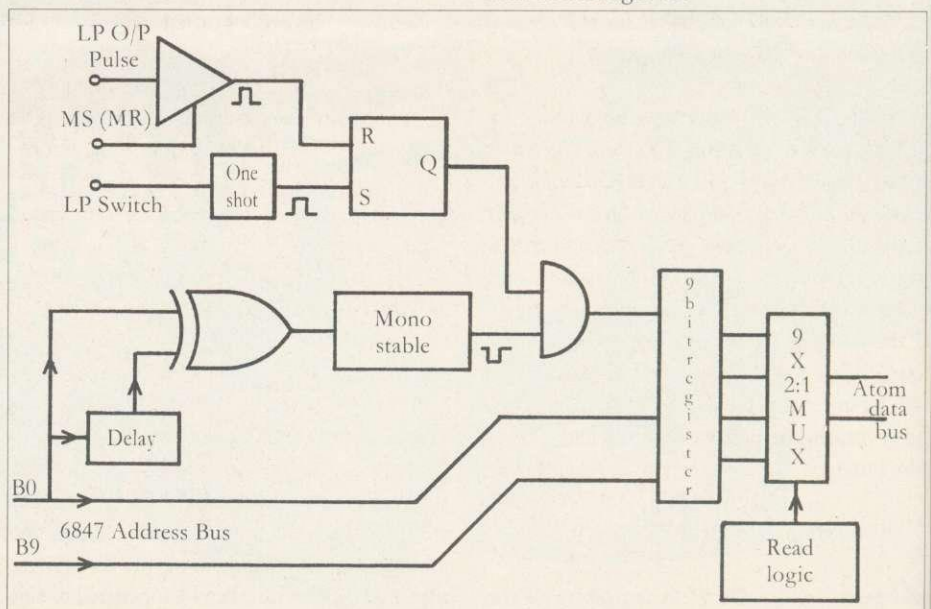 LP O/P
Pulse
MS (MR)
LP Switch
One
shot
R
S
Q
Mono
stable
Delay
B0
6847 Address Bus
B9
9bitregister
9
X
2:1
M
U
X
Atom
data
bus
Read
logic